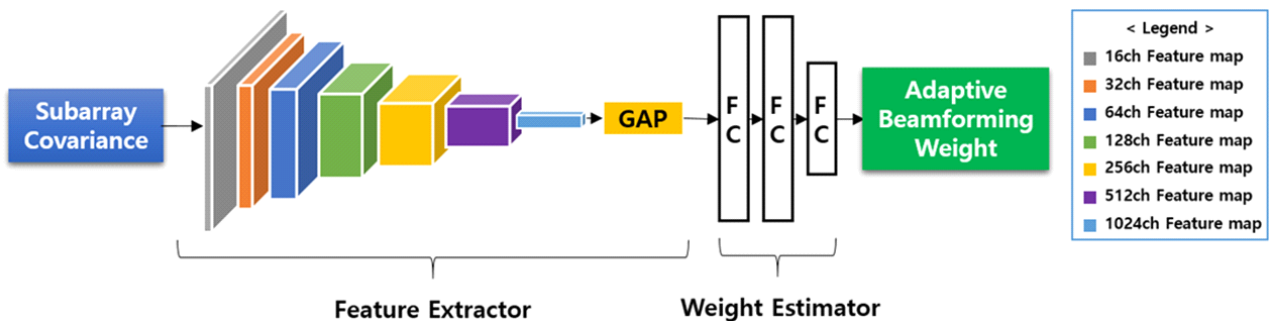 Subarray
Covariance
GAP
F
C
F
C
F
C
Adaptive
Beamforming
Weight
Feature Extractor
Weight Estimator
< Legend >
16ch Feature map
32ch Feature map
64ch Feature map
128ch Feature map
256ch Feature map
512ch Feature map
1024ch Feature map